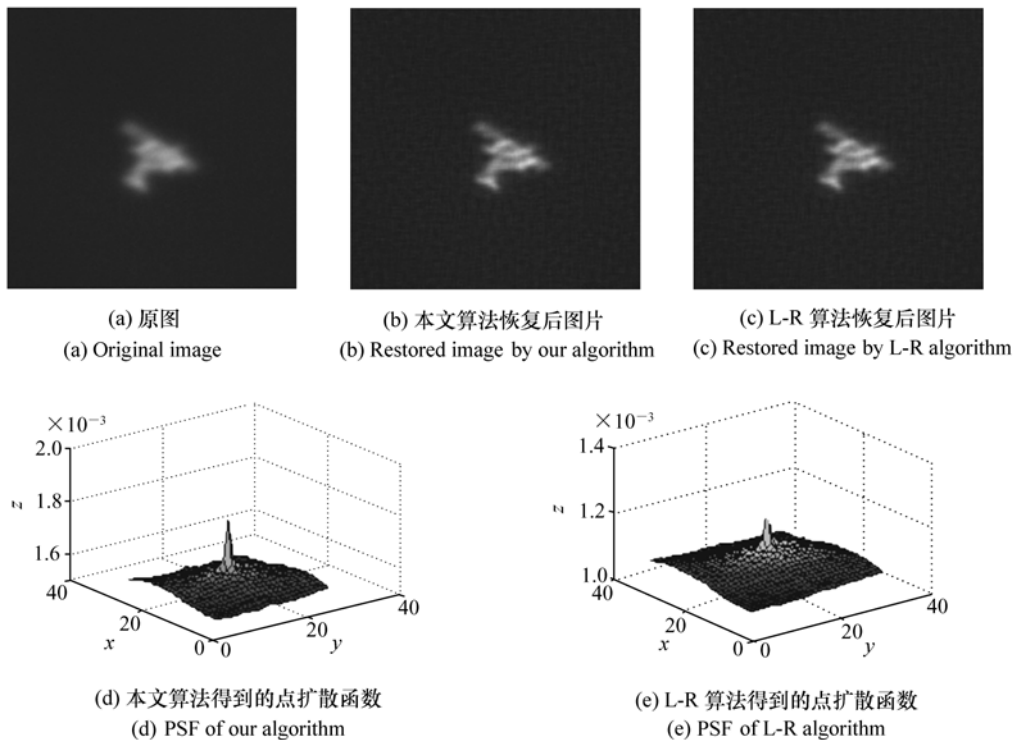 (a) 原图
(a) Original image
(b) 本文算法恢复后图片
(b) Restored image by our algorithm
(c) L-R 算法恢复后图片
(c) Restored image by L-R algorithm
×10⁻³
2.0
1.8
1.6
z
40
20
0
x
0
20
40
y
(d) 本文算法得到的点扩散函数
(d) PSF of our algorithm
×10⁻³
1.4
1.2
1.0
z
40
20
0
x
0
20
40
y
(e) L-R 算法得到的点扩散函数
(e) PSF of L-R algorithm